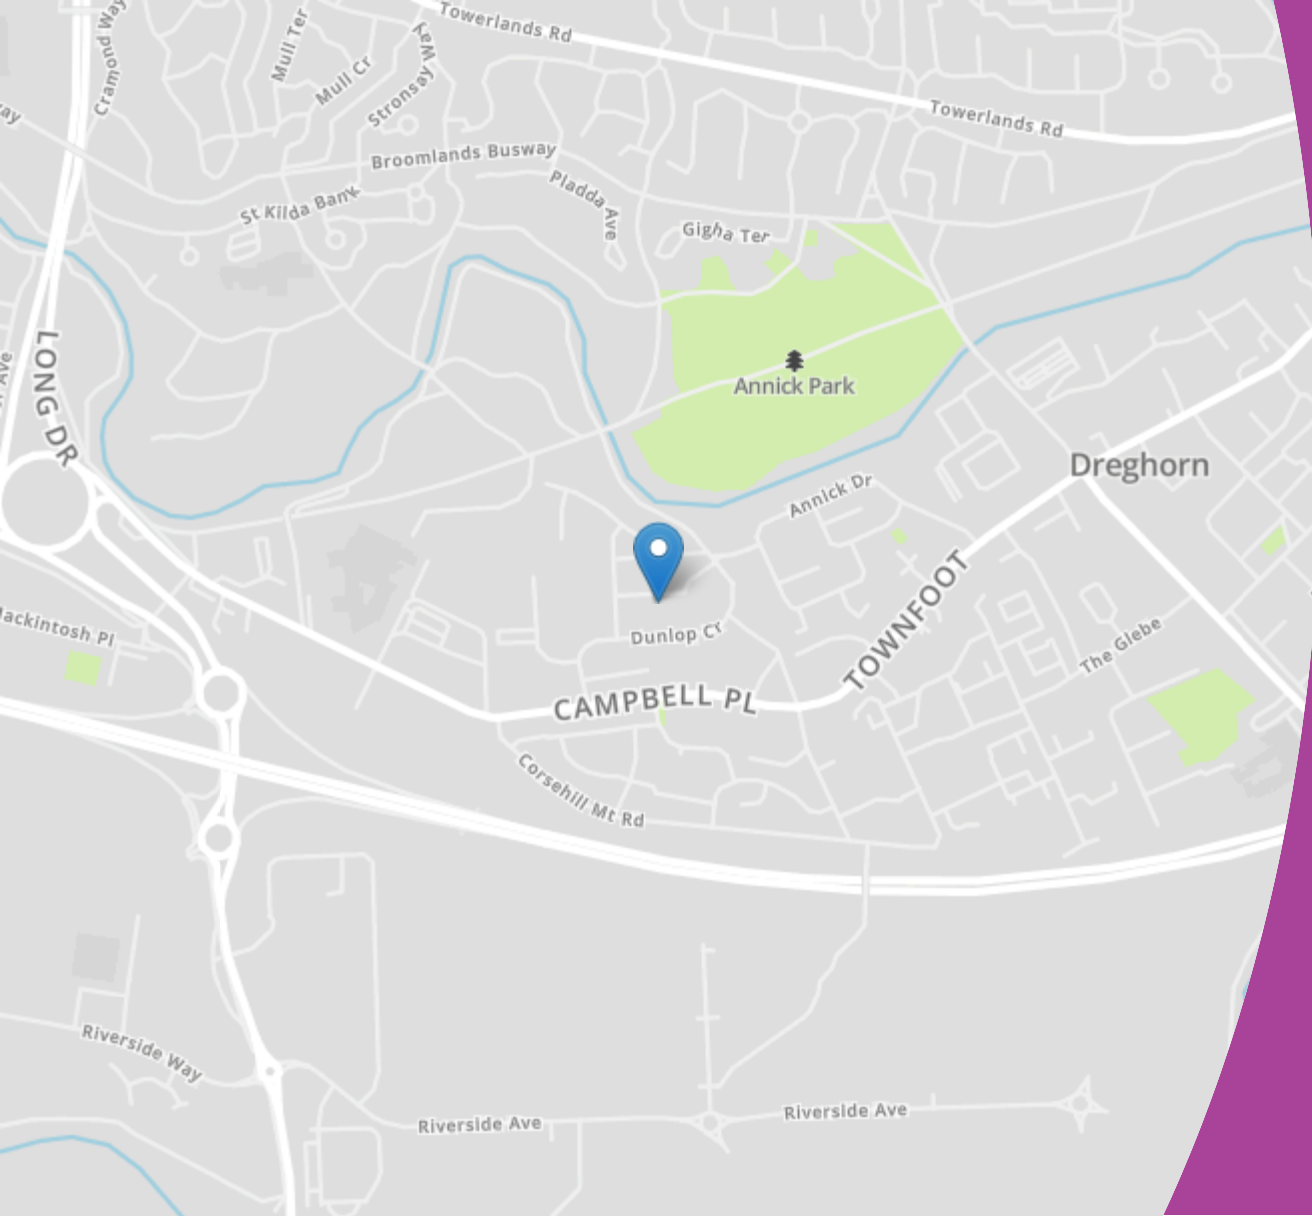 Towerlands Rd
Cramond Way
Mull Ter
Mull Cr
Stronsay Way
Towerlands Rd
Broomlands Busway
Pladda Ave
St Kilda Bank
Gigha Ter
LONG DR
Ave
Annick Park
Dreghorn
Annick Dr
TOWNFOOT
Mackintosh Pl
Dunlop Cr
The Glebe
CAMPBELL PL
Corsehill Mt Rd
Riverside Way
Riverside Ave
Riverside Ave